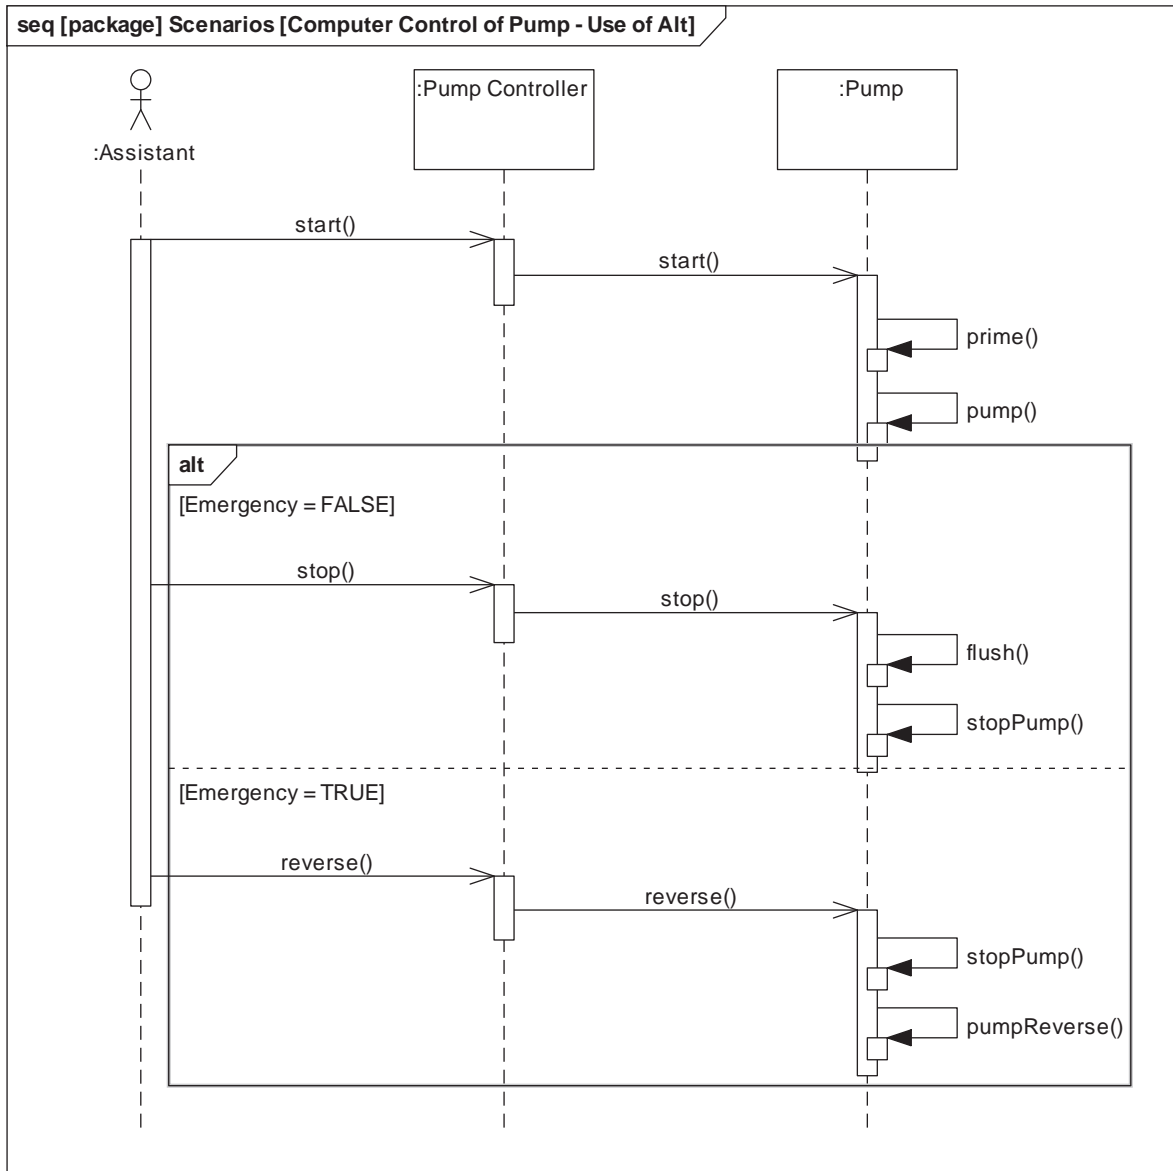 seq [package] Scenarios [Computer Control of Pump - Use of Alt]
:Assistant
:Pump Controller
:Pump
start()
start()
prime()
pump()
alt
[Emergency = FALSE]
stop()
stop()
flush()
stopPump()
[Emergency = TRUE]
reverse()
reverse()
stopPump()
pumpReverse()